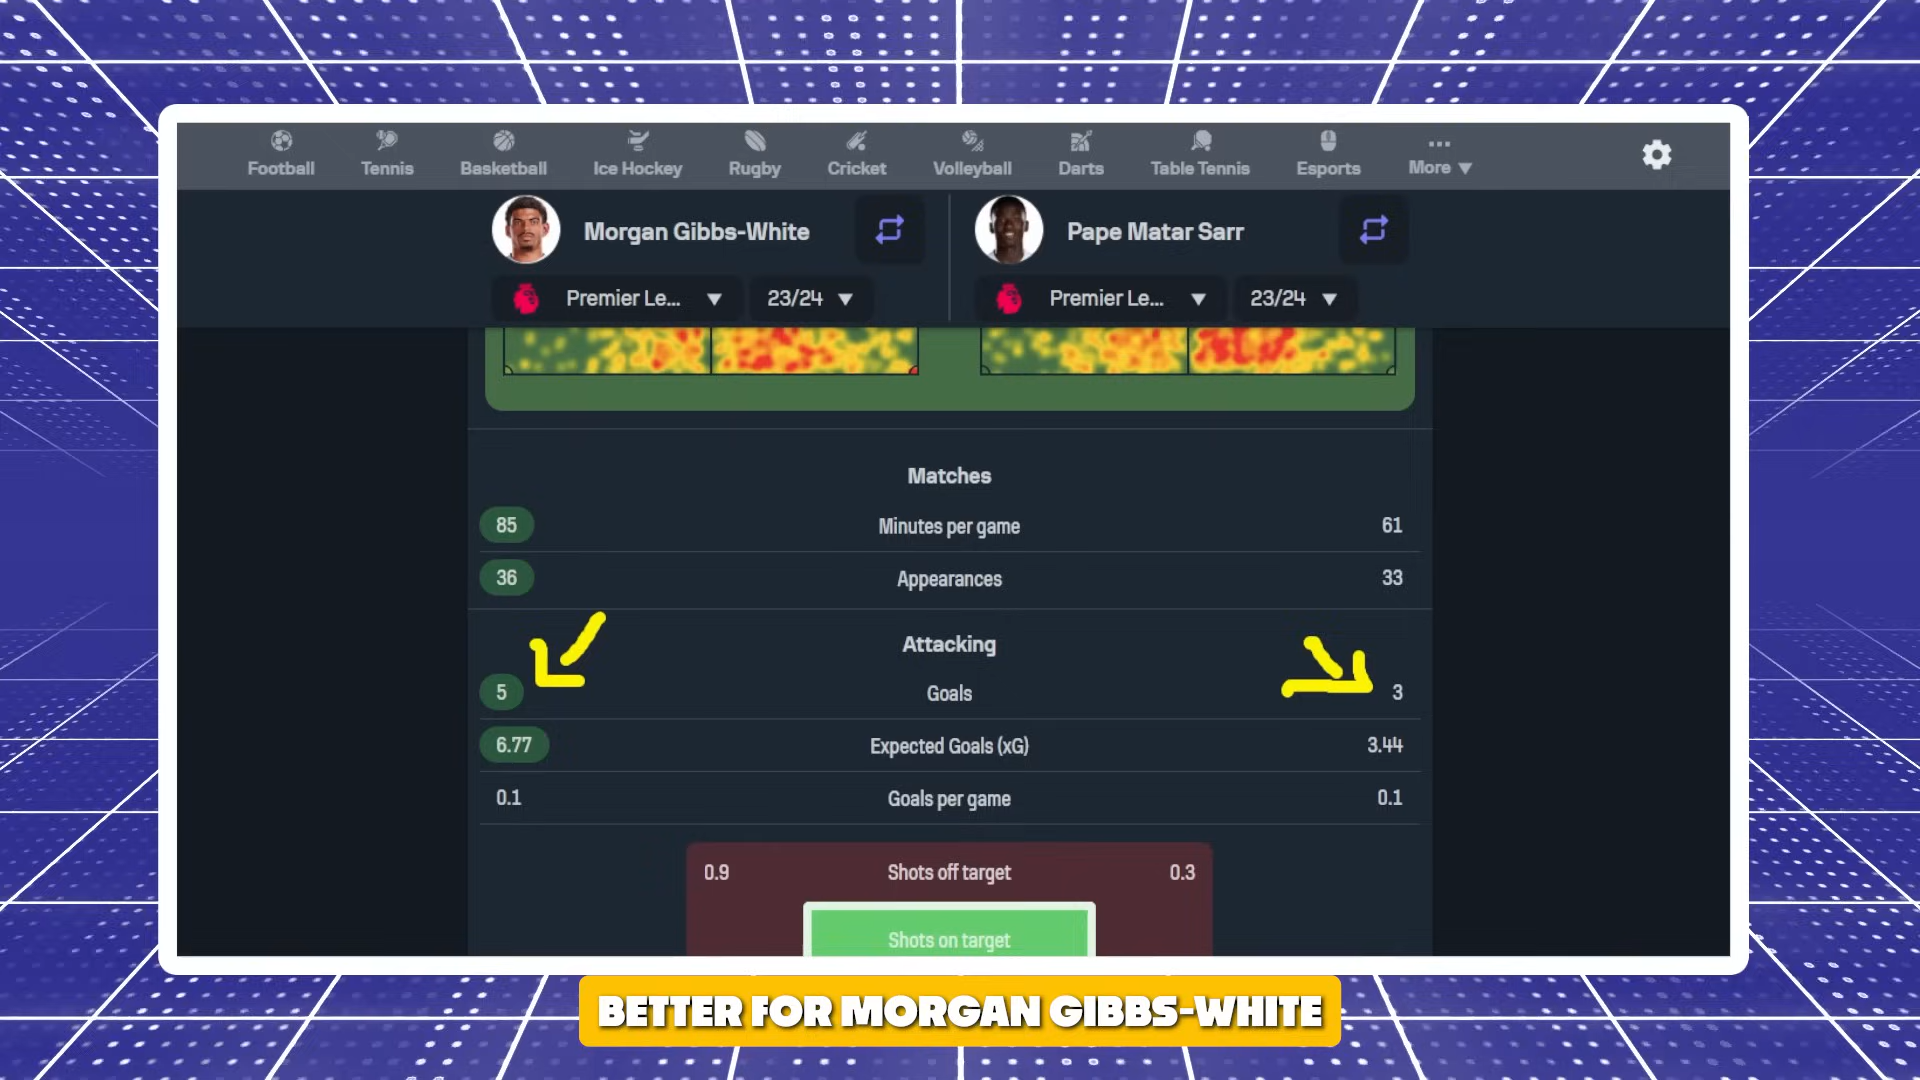 Football Tennis Basketball Ice Hockey Rugby Cricket Volleyball Darts Table Tennis Esports More
Morgan Gibbs-White Pape Matar Sarr
Premier Le... 23/24 Premier Le... 23/24
Matches
85 Minutes per game 61
36 Appearances 33
Attacking
5 Goals 3
6.77 Expected Goals (xG) 3.44
0.1 Goals per game 0.1
0.9 Shots off target 0.3
Shots on target
BETTER FOR MORGAN GIBBS-WHITE